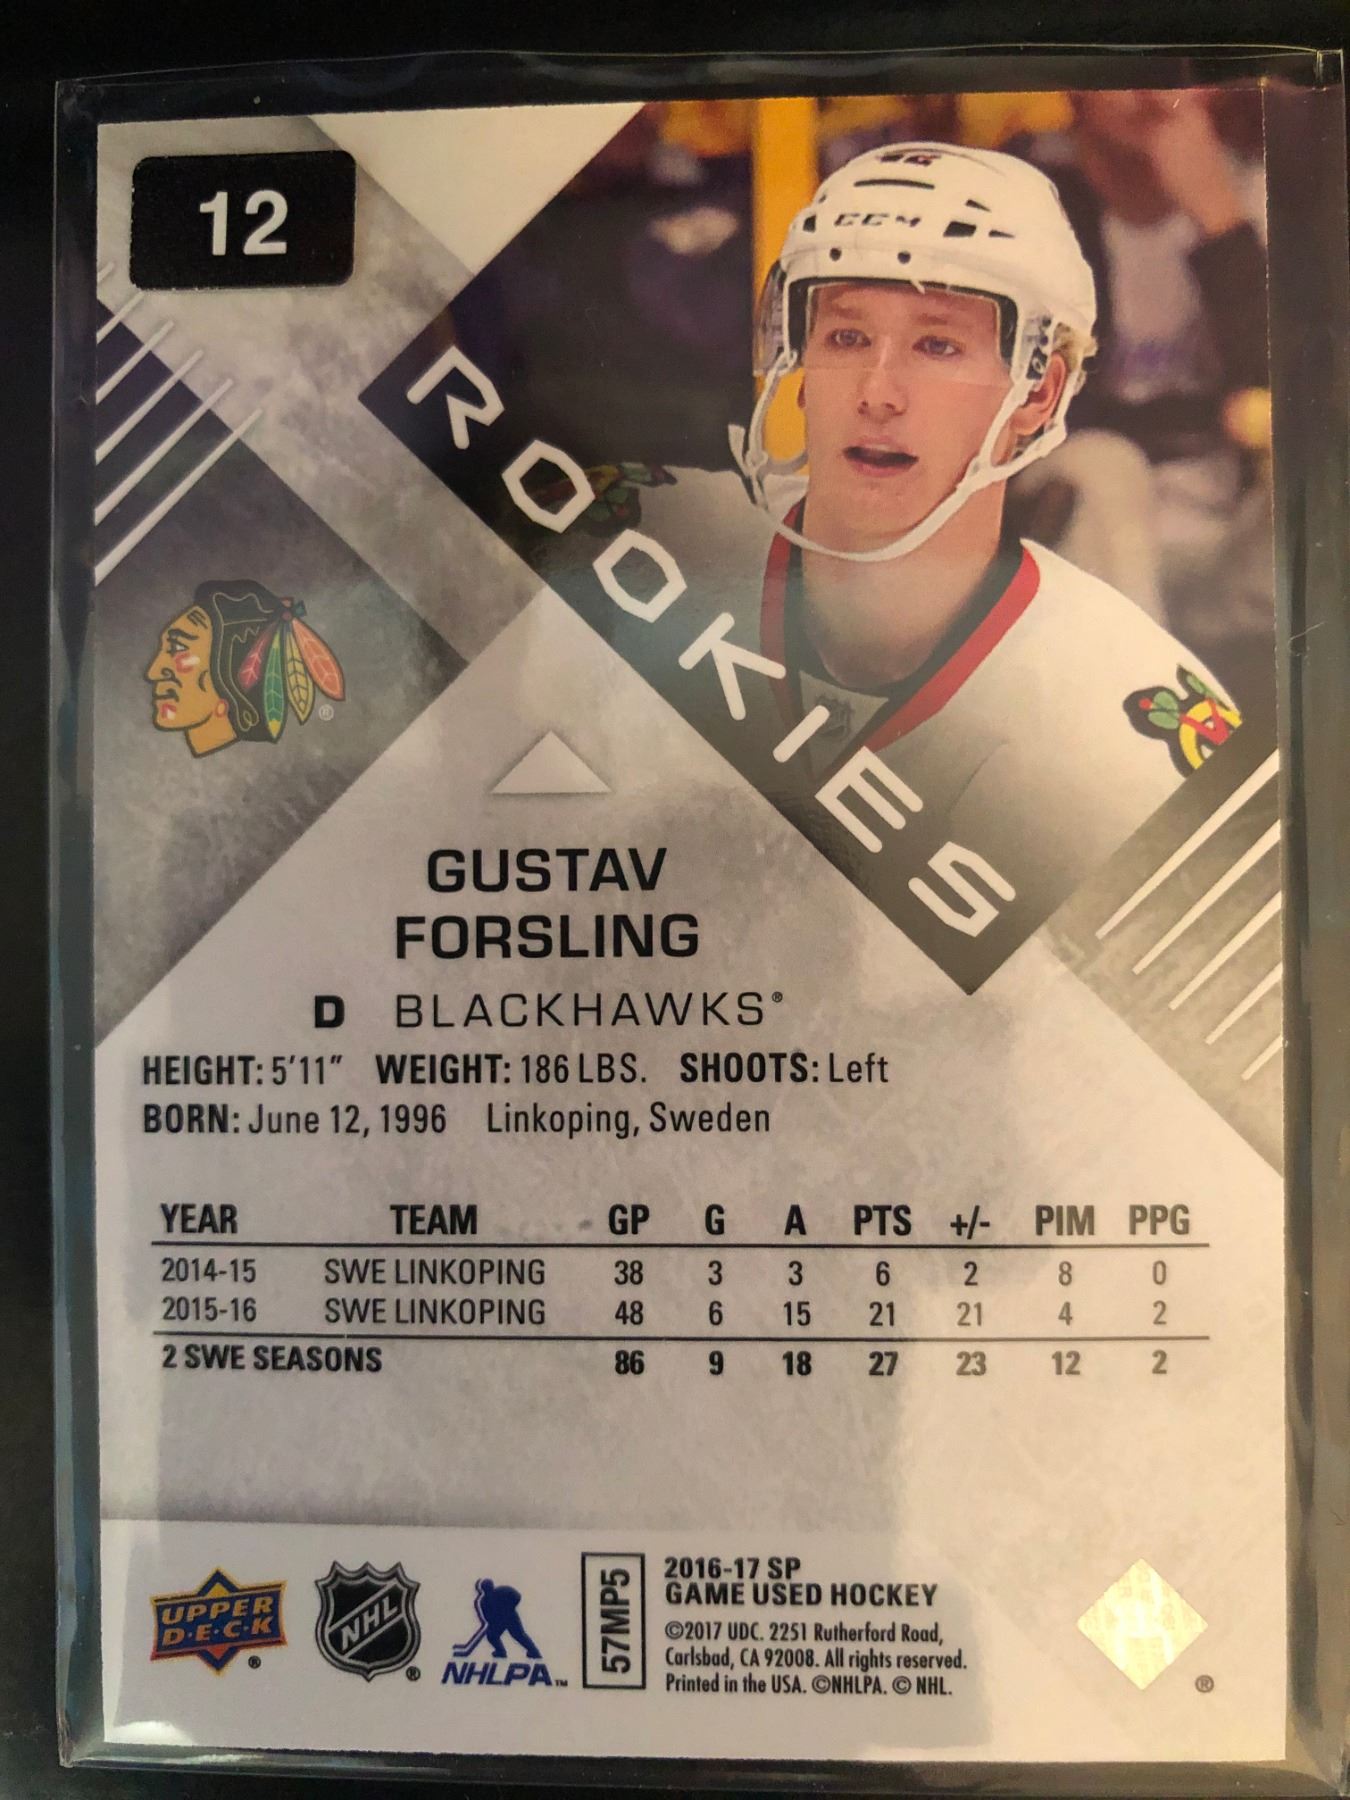 12
CCM
ROOKIES
GUSTAV
FORSLING
D BLACKHAWKS®
HEIGHT: 5'11" WEIGHT: 186 LBS. SHOOTS: Left
BORN: June 12, 1996 Linkoping, Sweden
YEAR TEAM GP G A PTS +/- PIM PPG
2014-15 SWE LINKOPING 38 3 3 6 2 8 0
2015-16 SWE LINKOPING 48 6 15 21 21 4 2
2 SWE SEASONS 86 9 18 27 23 12 2
UPPER
D·E·C·K
®
NHL
®
NHLPA™
57MP5
2016-17 SP
GAME USED HOCKEY
©2017 UDC. 2251 Rutherford Road,
Carlsbad, CA 92008. All rights reserved.
Printed in the USA. ©NHLPA. © NHL.
®